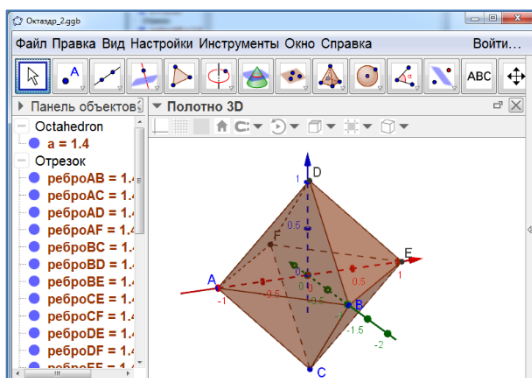 Октаэдр_2.ggb
Файл Правка Вид Настройки Инструменты Окно Справка Войти...
A ABC
Панель объектов
Полотно 3D
Octahedron
a = 1.4
Отрезок
реброAB = 1.4
реброAC = 1.4
реброAD = 1.4
реброAF = 1.4
реброBC = 1.4
реброBD = 1.4
реброBE = 1.4
реброCE = 1.4
реброCF = 1.4
реброDE = 1.4
реброDF = 1.4
D
1
0.5
F
E
1
0.5
0
A
-1
-0.5
B
-1.5
-2
C